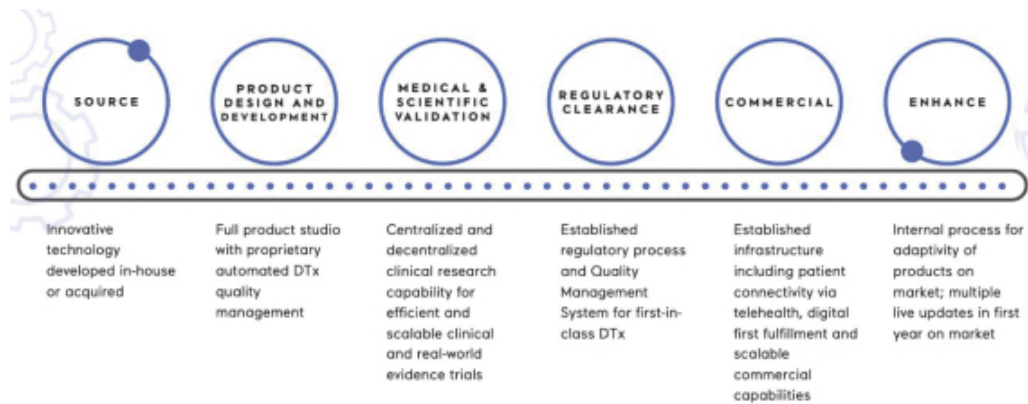 SOURCE
PRODUCT
DESIGN AND
DEVELOPMENT
MEDICAL &
SCIENTIFIC
VALIDATION
REGULATORY
CLEARANCE
COMMERCIAL
ENHANCE
Innovative
technology
developed in-house
or acquired
Full product studio
with proprietary
automated DTx
quality
management
Centralized and
decentralized
clinical research
capability for
efficient and
scalable clinical
and real-world
evidence trials
Established
regulatory process
and Quality
Management
System for first-in-
class DTx
Established
infrastructure
including patient
connectivity via
telehealth, digital
first fulfillment and
scalable
commercial
capabilities
Internal process for
adaptivity of
products on
market; multiple
live updates in first
year on market